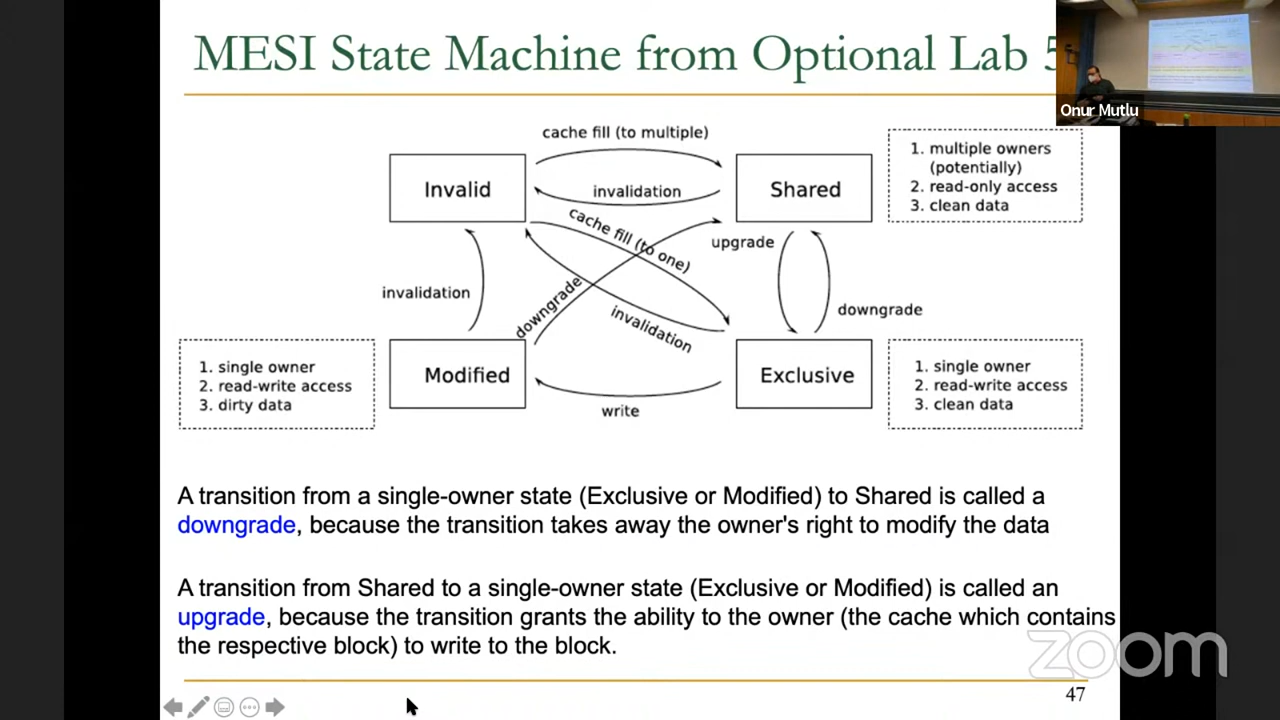 MESI State Machine from Optional Lab 5
Onur Mutlu
cache fill (to multiple)
Invalid
invalidation
Shared
1. multiple owners
(potentially)
2. read-only access
3. clean data
cache fill (to one)
upgrade
invalidation
downgrade
invalidation
downgrade
1. single owner
2. read-write access
3. dirty data
Modified
write
Exclusive
1. single owner
2. read-write access
3. clean data
A transition from a single-owner state (Exclusive or Modified) to Shared is called a
downgrade, because the transition takes away the owner's right to modify the data
A transition from Shared to a single-owner state (Exclusive or Modified) is called an
upgrade, because the transition grants the ability to the owner (the cache which contains
the respective block) to write to the block.
zoom
47